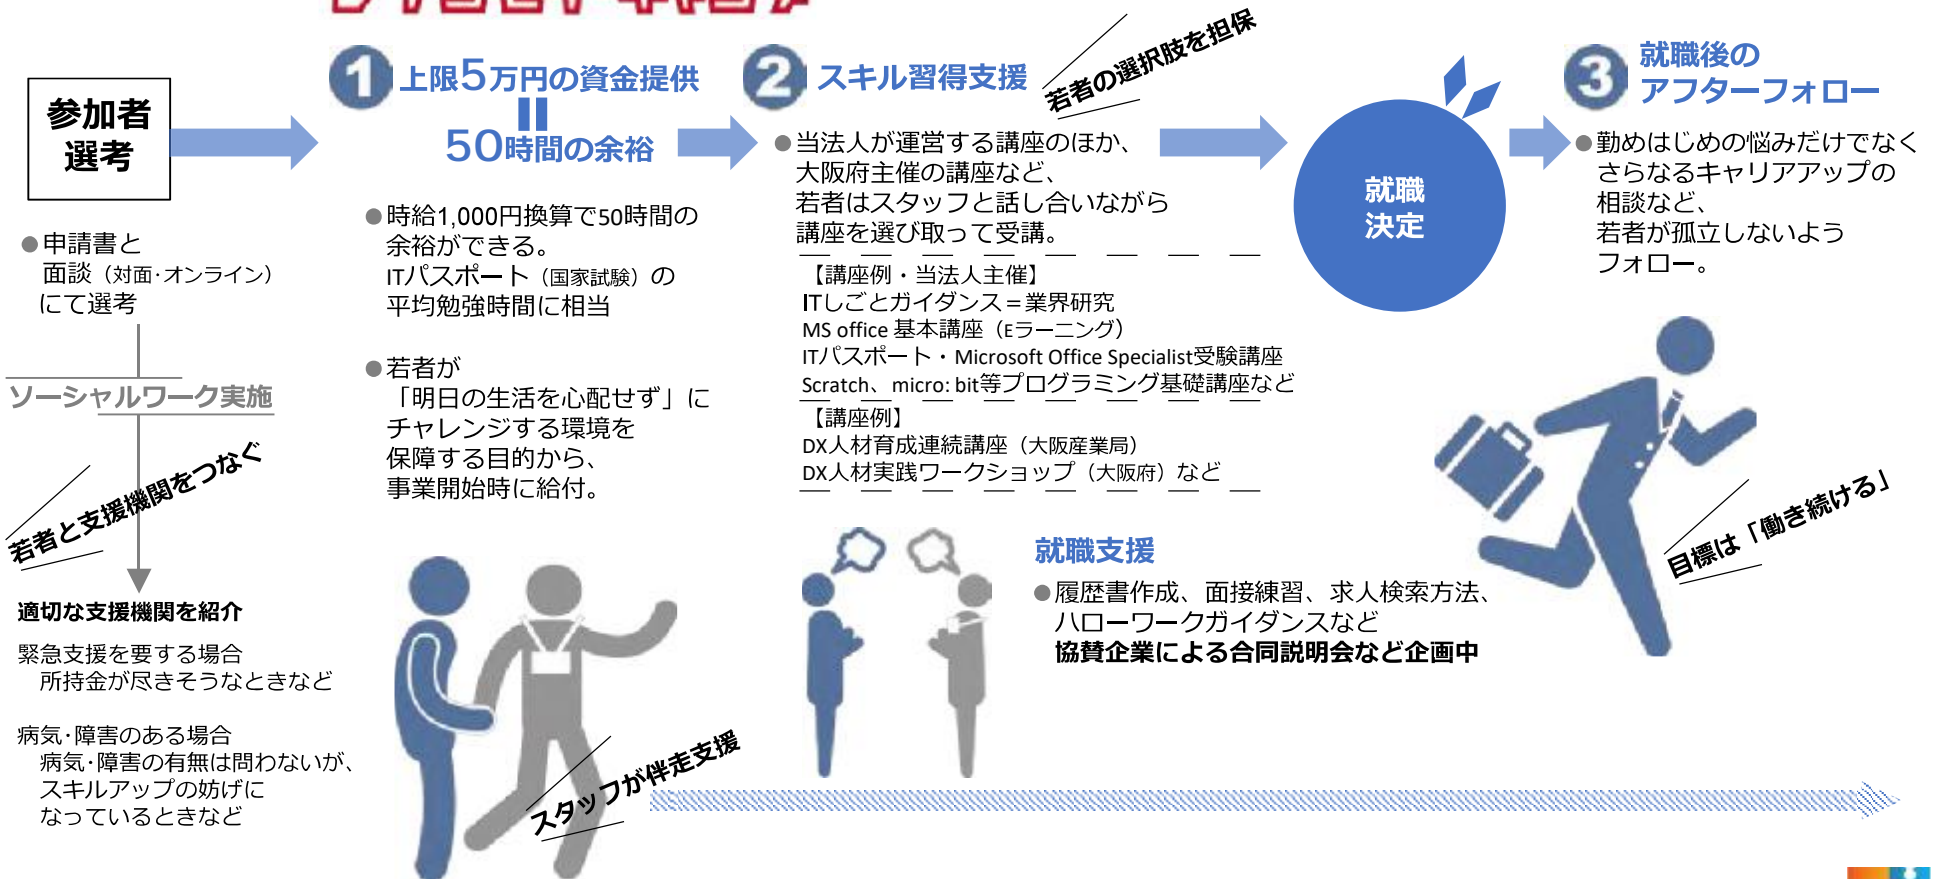 参加者
選考
●申請書と
面談（対面･オンライン）
にて選考
ソーシャルワーク実施
若者と支援機関をつなぐ
適切な支援機関を紹介
緊急支援を要する場合
所持金が尽きそうなときなど
病気･障害のある場合
病気･障害の有無は問わないが、
スキルアップの妨げに
なっているときなど
1 上限5万円の資金提供
50時間の余裕
●時給1,000円換算で50時間の
余裕ができる。
ITパスポート（国家試験）の
平均勉強時間に相当
●若者が
「明日の生活を心配せず」に
チャレンジする環境を
保障する目的から、
事業開始時に給付。
スタッフが伴走支援
2 スキル習得支援
若者の選択肢を担保
●当法人が運営する講座のほか、
大阪府主催の講座など、
若者はスタッフと話し合いながら
講座を選び取って受講。
【講座例・当法人主催】
ITしごとガイダンス＝業界研究
MS office 基本講座（Eラーニング）
ITパスポート・Microsoft Office Specialist受験講座
Scratch、micro: bit等プログラミング基礎講座など
【講座例】
DX人材育成連続講座（大阪産業局）
DX人材実践ワークショップ（大阪府）など
就職支援
●履歴書作成、面接練習、求人検索方法、
ハローワークガイダンスなど
協賛企業による合同説明会など企画中
就職
決定
3 就職後の
アフターフォロー
●勤めはじめの悩みだけでなく
さらなるキャリアアップの
相談など、
若者が孤立しないよう
フォロー。
目標は「働き続ける」